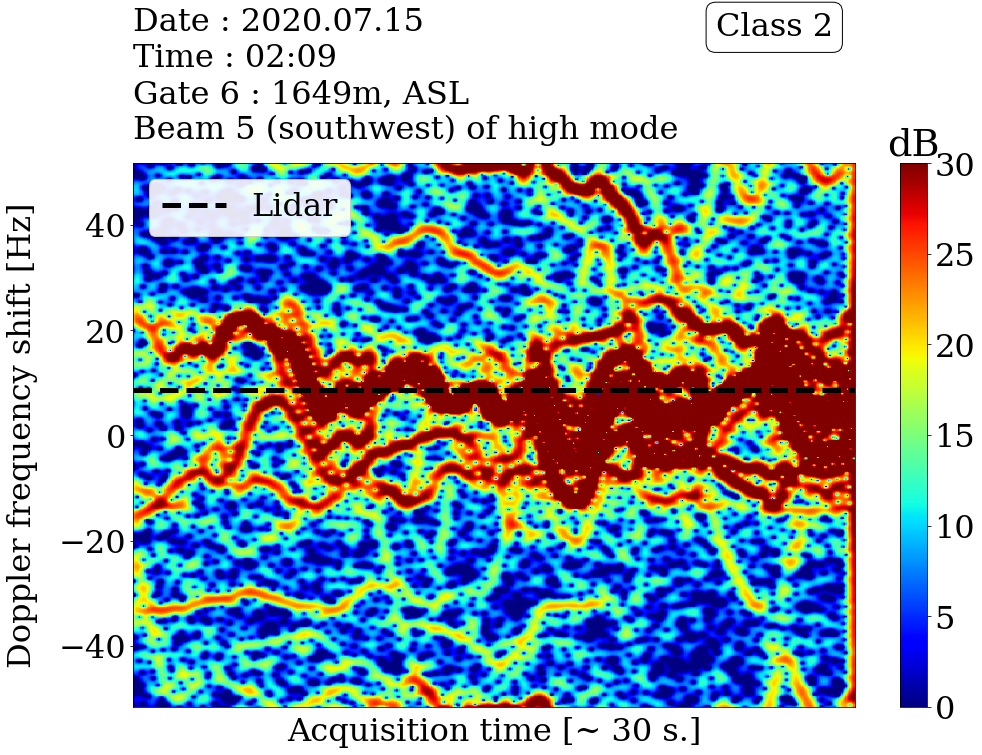 Date : 2020.07.15
Class 2
Time : 02:09
Gate 6 : 1649m, ASL
Beam 5 (southwest) of high mode
dB
Lidar
Doppler frequency shift [Hz]
40
20
0
−20
−40
30
25
20
15
10
5
0
Acquisition time [~ 30 s.]